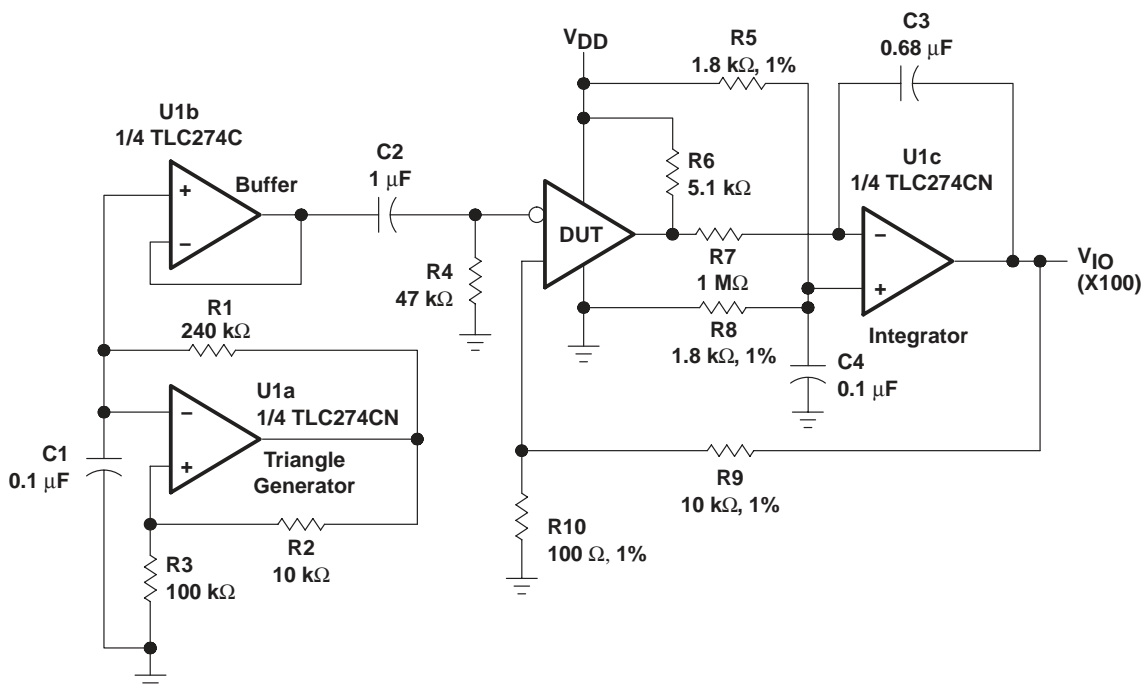 U1b
1/4 TLC274C
+
−
Buffer
C2
1 µF
R4
47 kΩ
VDD
DUT
R5
1.8 kΩ, 1%
R6
5.1 kΩ
R7
1 MΩ
R8
1.8 kΩ, 1%
C3
0.68 µF
U1c
1/4 TLC274CN
−
+
Integrator
VIO
(X100)
C4
0.1 µF
R1
240 kΩ
U1a
1/4 TLC274CN
−
+
Triangle
Generator
C1
0.1 µF
R2
10 kΩ
R3
100 kΩ
R9
10 kΩ, 1%
R10
100 Ω, 1%